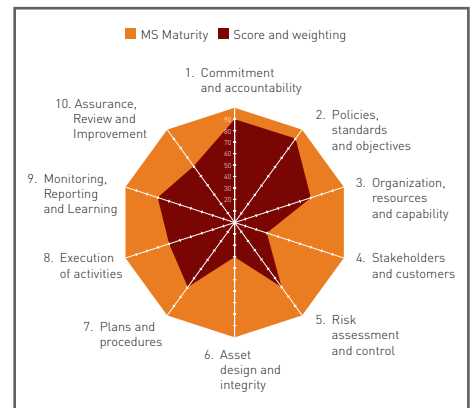 MS Maturity Score and weighting
1. Commitment
and accountability
2. Policies,
standards
and objectives
3. Organization,
resources
and capability
4. Stakeholders
and customers
5. Risk
assessment
and control
6. Asset
design and
integrity
7. Plans and
procedures
8. Execution
of activities
9. Monitoring,
Reporting
and Learning
10. Assurance,
Review and
Improvement
90
80
70
60
50
40
30
20